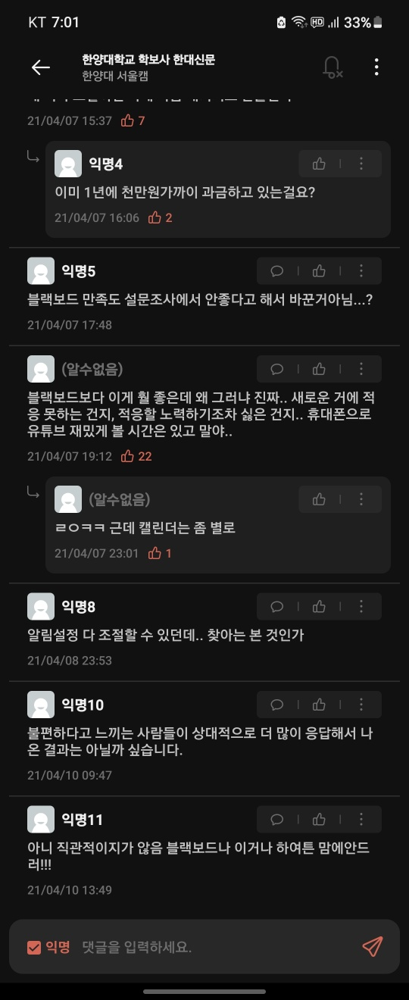 KT 7:01
HD
33%
한양대학교 학보사 한대신문
한양대 서울캠
21/04/07 15:37 7
익명4
이미 1년에 천만원가까이 과금하고 있는걸요?
21/04/07 16:06 2
익명5
블랙보드 만족도 설문조사에서 안좋다고 해서 바꾼거아님...?
21/04/07 17:48
(알수없음)
블랙보드보다 이게 훨 좋은데 왜 그러냐 진짜.. 새로운 거에 적
응 못하는 건지, 적응할 노력하기조차 싫은 건지.. 휴대폰으로
유튜브 재밌게 볼 시간은 있고 말야..
21/04/07 19:12 22
(알수없음)
ㄹㅇㅋㅋ 근데 캘린더는 좀 별로
21/04/07 23:01 1
익명8
알림설정 다 조절할 수 있던데.. 찾아는 본 것인가
21/04/08 23:53
익명10
불편하다고 느끼는 사람들이 상대적으로 더 많이 응답해서 나
온 결과는 아닐까 싶습니다.
21/04/10 09:47
익명11
아니 직관적이지가 않음 블랙보드나 이거나 하여튼 맘에안드
러!!!
21/04/10 13:49
익명 댓글을 입력하세요.